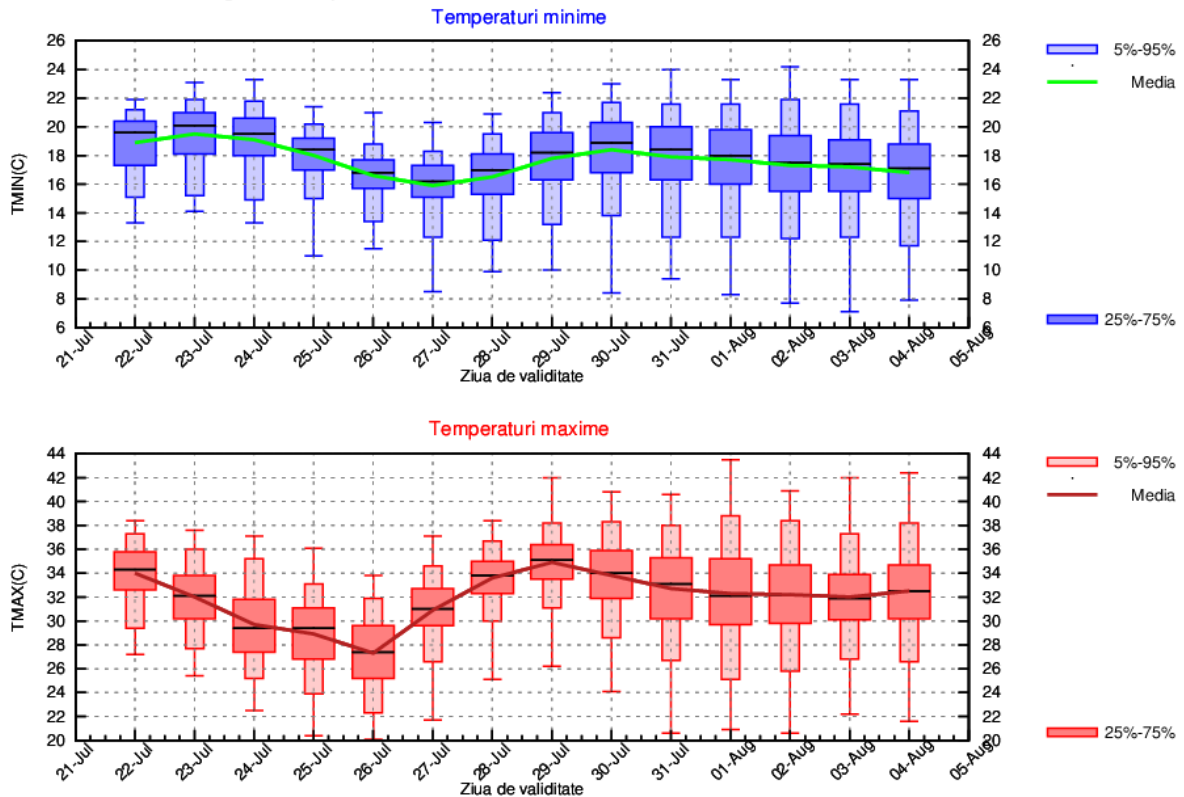 Temperaturi minime
26 26
24 24
22 22
20 20
18 18
16 16
14 14
12 12
10 10
8 8
6 6
TMIN(C)
5%-95%
Media
25%-75%
21-Jul 22-Jul 23-Jul 24-Jul 25-Jul 26-Jul 27-Jul 28-Jul 29-Jul 30-Jul 31-Jul 01-Aug 02-Aug 03-Aug 04-Aug 05-Aug
Ziua de validitate
Temperaturi maxime
44 44
42 42
40 40
38 38
36 36
34 34
32 32
30 30
28 28
26 26
24 24
22 22
20 20
TMAX(C)
5%-95%
Media
25%-75%
21-Jul 22-Jul 23-Jul 24-Jul 25-Jul 26-Jul 27-Jul 28-Jul 29-Jul 30-Jul 31-Jul 01-Aug 02-Aug 03-Aug 04-Aug 05-Aug
Ziua de validitate